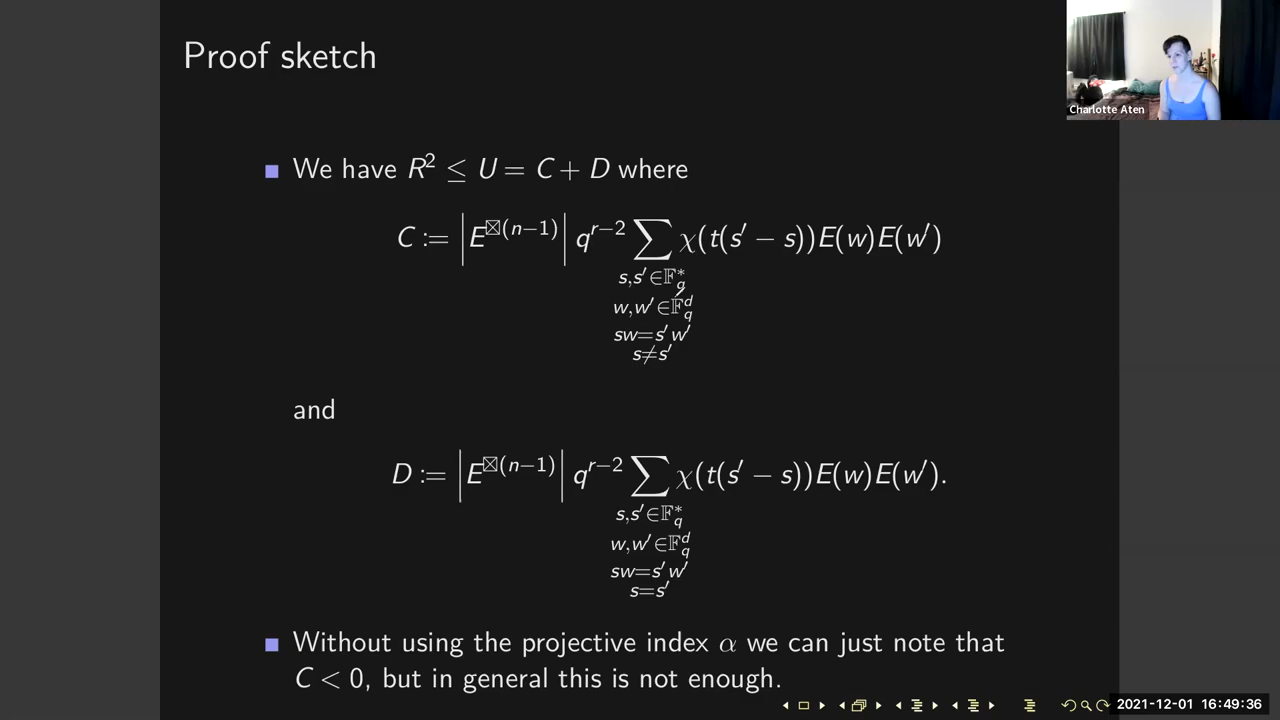 Proof sketch
Charlotte Aten
We have R² ≤ U = C + D where
C := |E^{⊠(n−1)}| q^{r−2} ∑ χ(t(s′ − s))E(w)E(w′)
s,s′∈𝔽_q^*
w,w′∈𝔽_q^d
sw=s′w′
s≠s′
and
D := |E^{⊠(n−1)}| q^{r−2} ∑ χ(t(s′ − s))E(w)E(w′).
s,s′∈𝔽_q^*
w,w′∈𝔽_q^d
sw=s′w′
s=s′
Without using the projective index α we can just note that
C < 0, but in general this is not enough.
2021-12-01 16:49:36